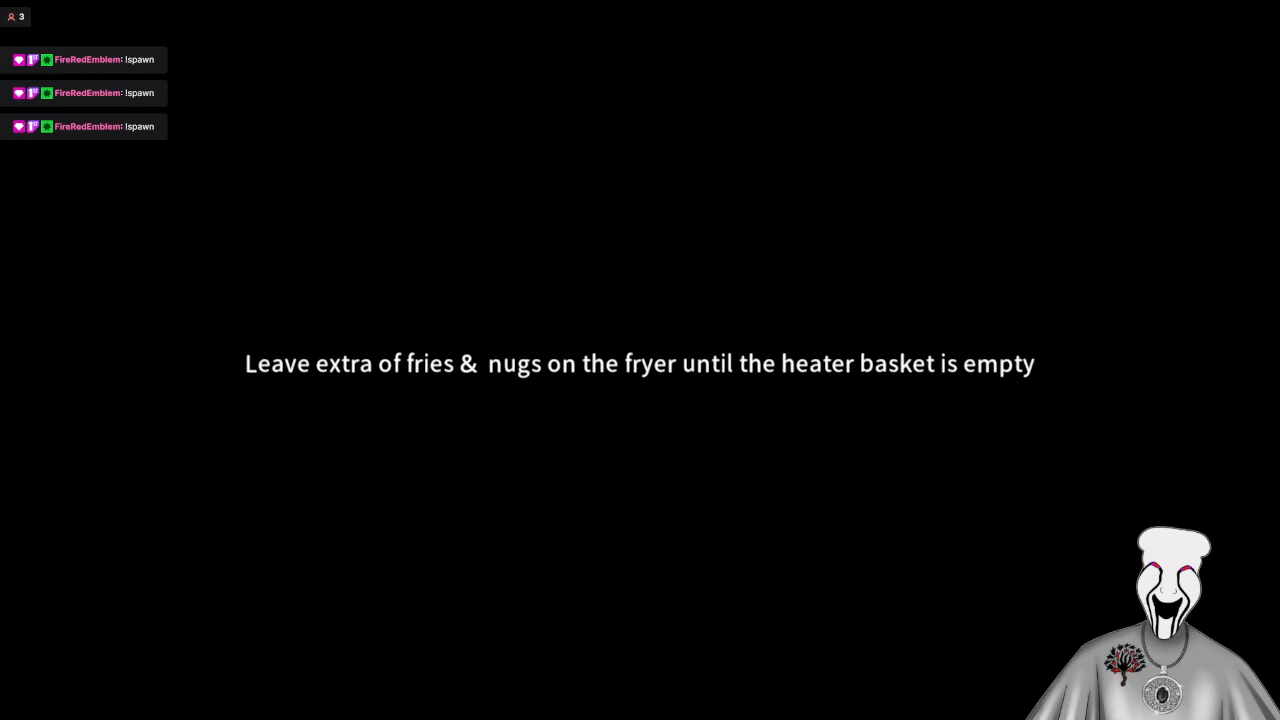 3
FireRedEmblem: !spawn
FireRedEmblem: !spawn
FireRedEmblem: !spawn
Leave extra of fries &  nugs on the fryer until the heater basket is empty